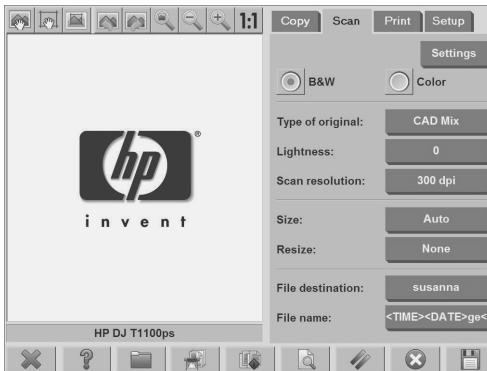 1:1
Copy Scan Print Setup
Settings
B&W Color
Type of original: CAD Mix
Lightness: 0
Scan resolution: 300 dpi
Size: Auto
Resize: None
File destination: susanna
File name: <TIME><DATE>ge<
hp
®
invent
HP DJ T1100ps
?